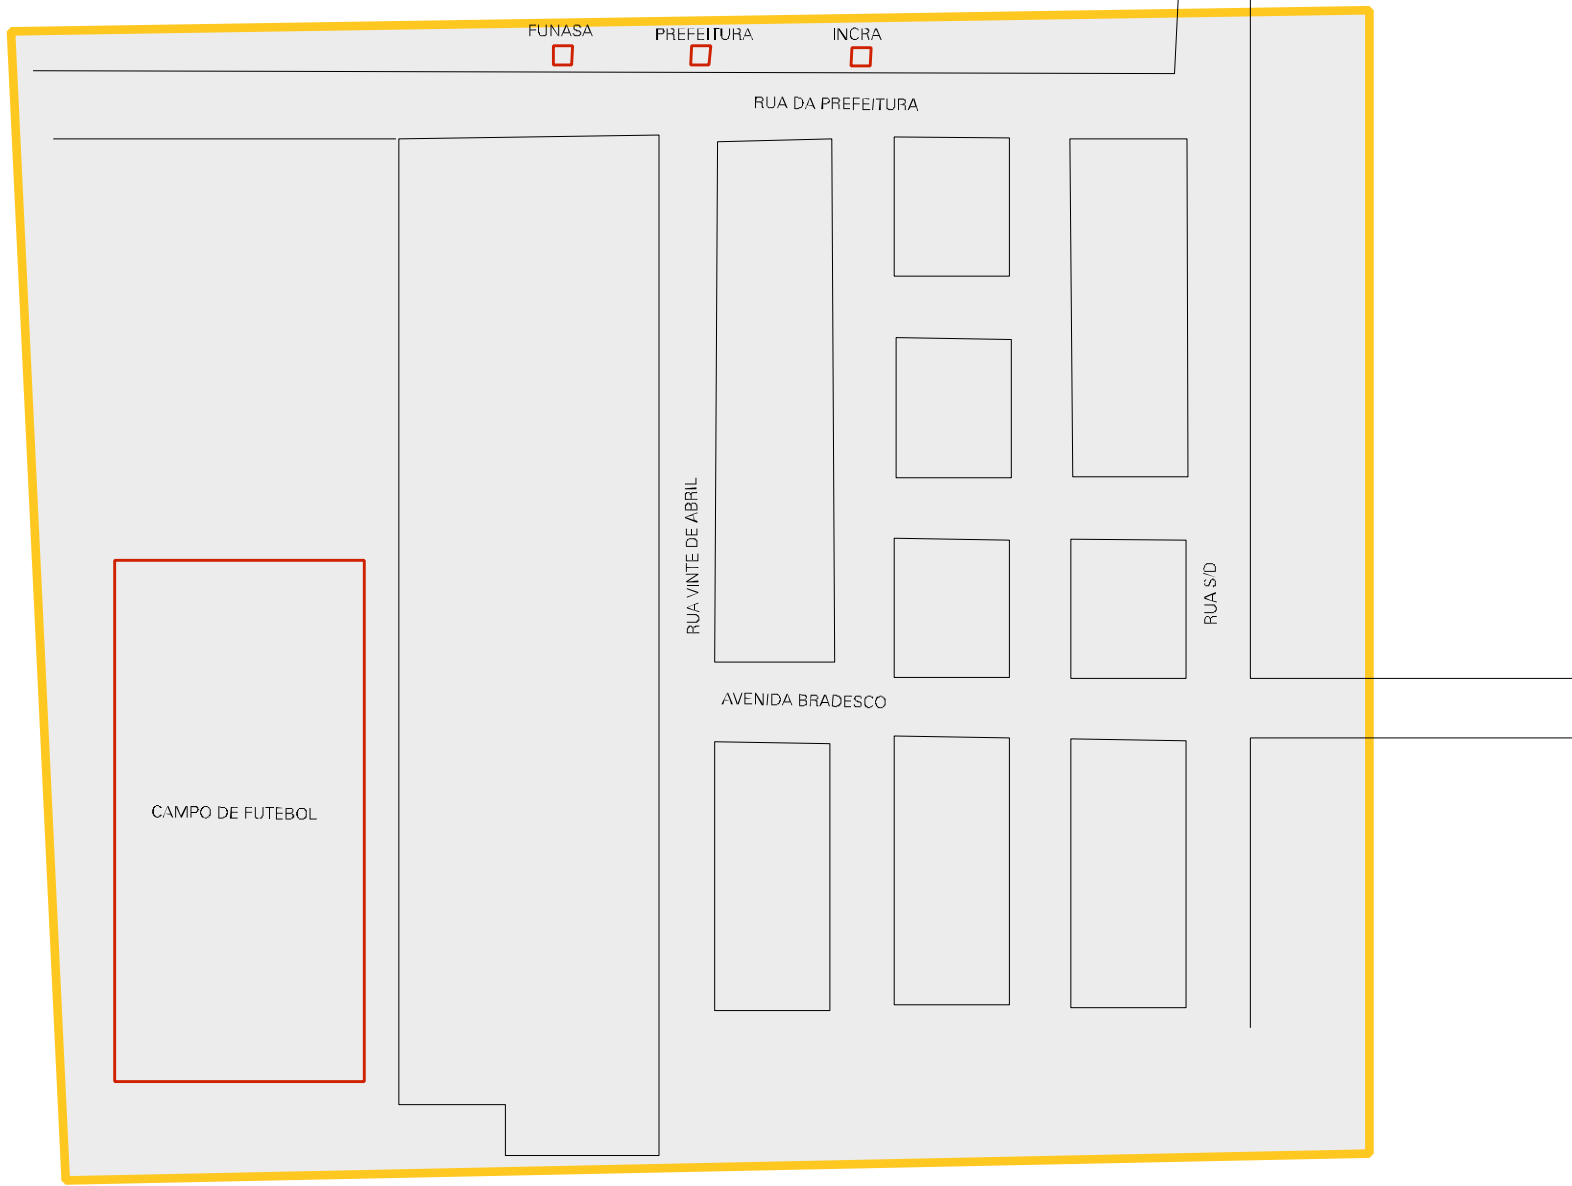 FUNASA
PREFEITURA
INCRA
RUA DA PREFEITURA
RUA VINTE DE ABRIL
RUA S/D
AVENIDA BRADESCO
CAMPO DE FUTEBOL